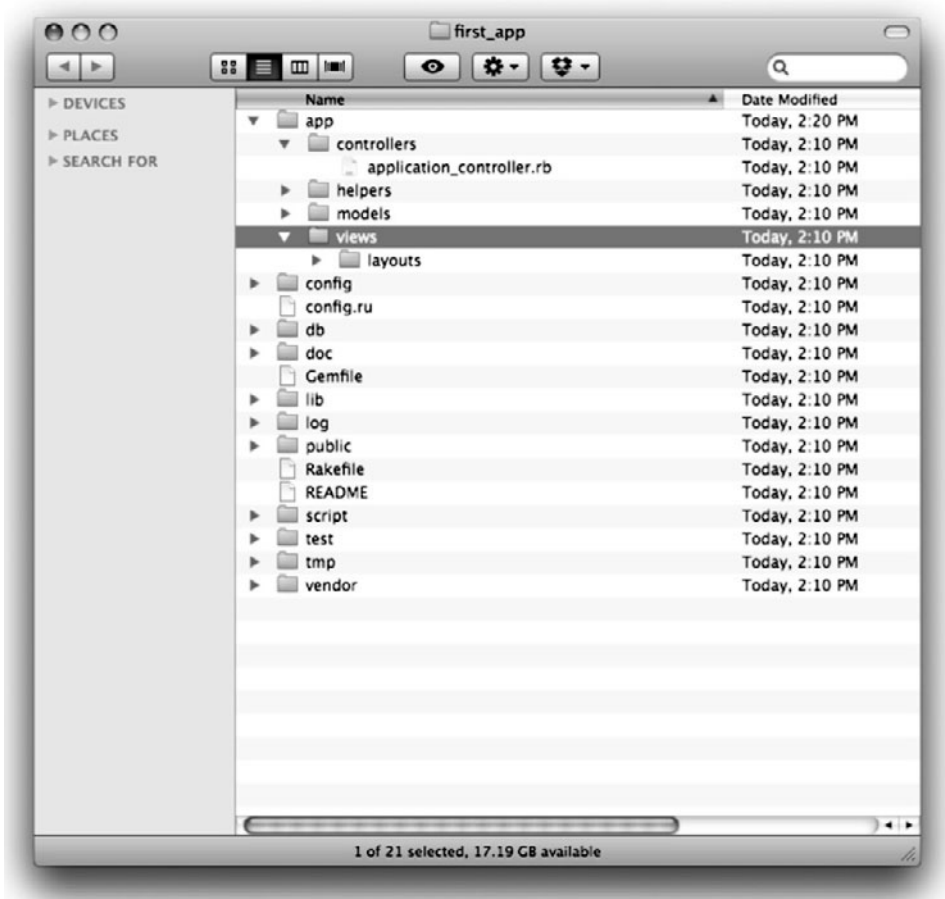 first_app
DEVICES
PLACES
SEARCH FOR
Name Date Modified
app Today, 2:20 PM
controllers Today, 2:10 PM
application_controller.rb Today, 2:10 PM
helpers Today, 2:10 PM
models Today, 2:10 PM
views Today, 2:10 PM
layouts Today, 2:10 PM
config Today, 2:10 PM
config.ru Today, 2:10 PM
db Today, 2:10 PM
doc Today, 2:10 PM
Gemfile Today, 2:10 PM
lib Today, 2:10 PM
log Today, 2:10 PM
public Today, 2:10 PM
Rakefile Today, 2:10 PM
README Today, 2:10 PM
script Today, 2:10 PM
test Today, 2:10 PM
tmp Today, 2:10 PM
vendor Today, 2:10 PM
1 of 21 selected, 17.19 GB available